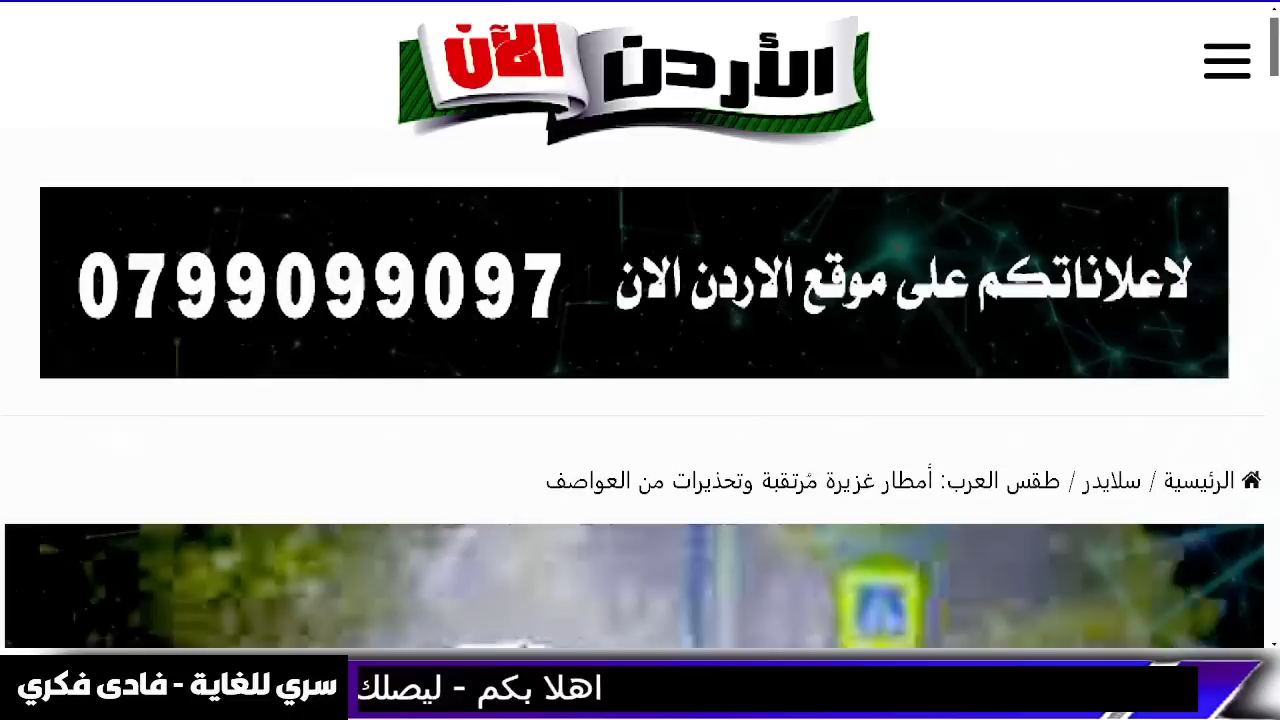 الأردن الآن
لاعلاناتكم على موقع الاردن الان 0799099097
الرئيسية / سلايدر / طقس العرب: أمطار غزيرة مُرتقبة وتحذيرات من العواصف
اهلا بكم - ليصلك
سري للغاية - فادى فكري